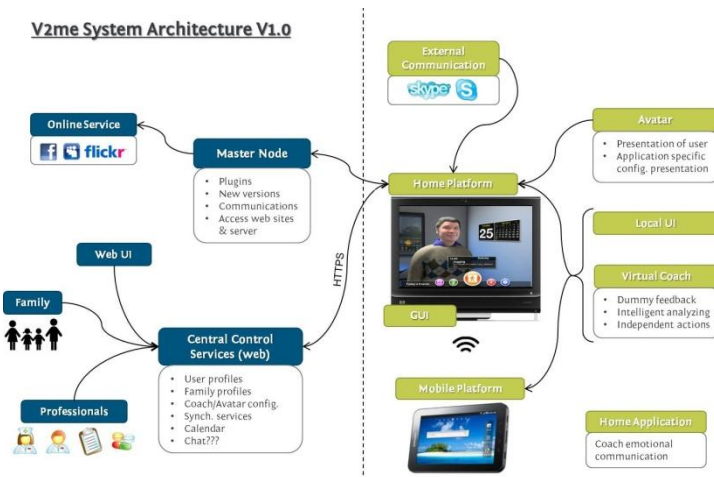 V2me System Architecture V1.0
External
Communication
skype S
Online Service
f flickr
Master Node
• Plugins
• New versions
• Communications
• Access web sites
& server
Avatar
• Presentation of user
• Application specific
config. presentation
Home Platform
25
Local UI
Web UI
HTTPS
Virtual Coach
• Dummy feedback
• Intelligent analyzing
• Independent actions
Family
GUI
Central Control
Services (web)
• User profiles
• Family profiles
• Coach/Avatar config.
• Synch. services
• Calendar
• Chat???
Professionals
Mobile Platform
Home Application
Coach emotional
communication